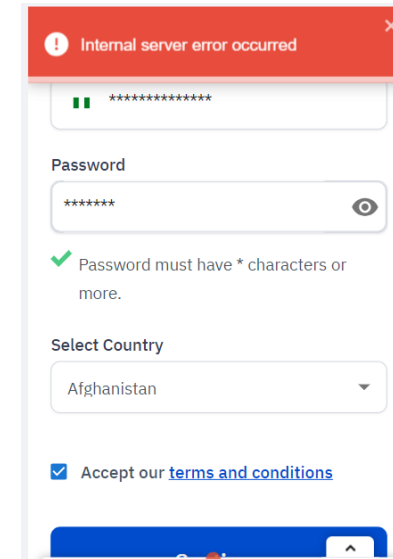 Internal server error occurred
**************
Password
*******
Password must have * characters or
more.
Select Country
Afghanistan
Accept our terms and conditions